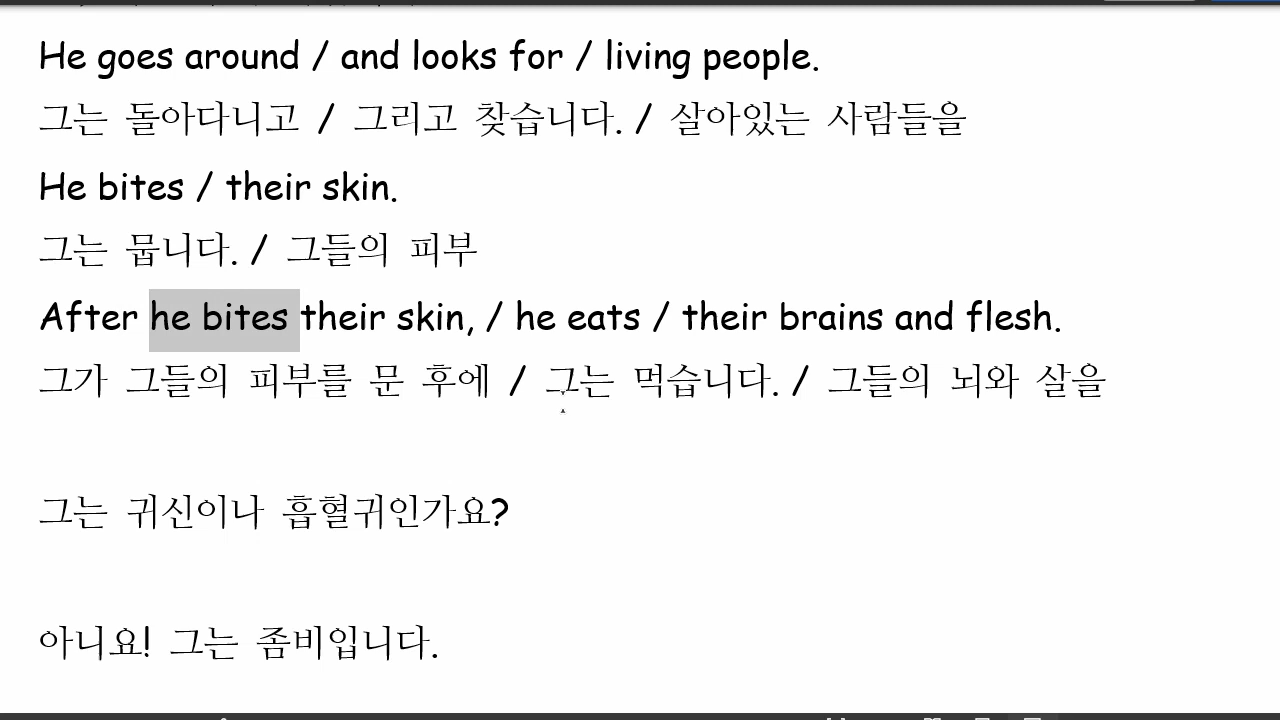 He goes around / and looks for / living people.
그는 돌아다니고 / 그리고 찾습니다. / 살아있는 사람들을
He bites / their skin.
그는 뭅니다. / 그들의 피부
After he bites their skin, / he eats / their brains and flesh.
그가 그들의 피부를 문 후에 / 그는 먹습니다. / 그들의 뇌와 살을
그는 귀신이나 흡혈귀인가요?
아니요! 그는 좀비입니다.